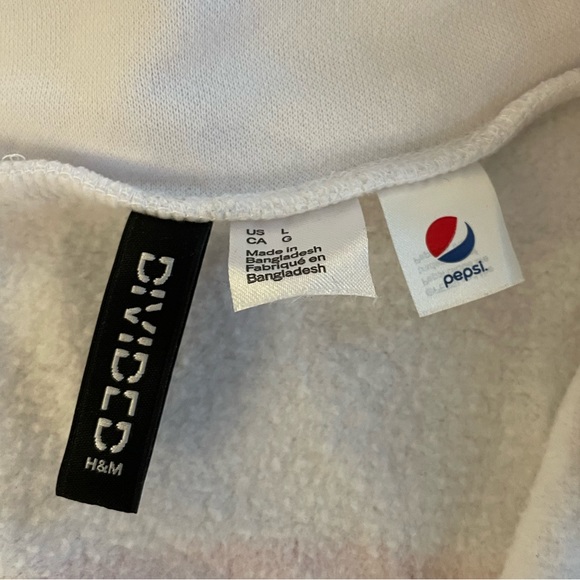 DIVIDED
H&M
US L
CA G
Made in
Bangladesh
Fabriqué en
Bangladesh
pepsi.